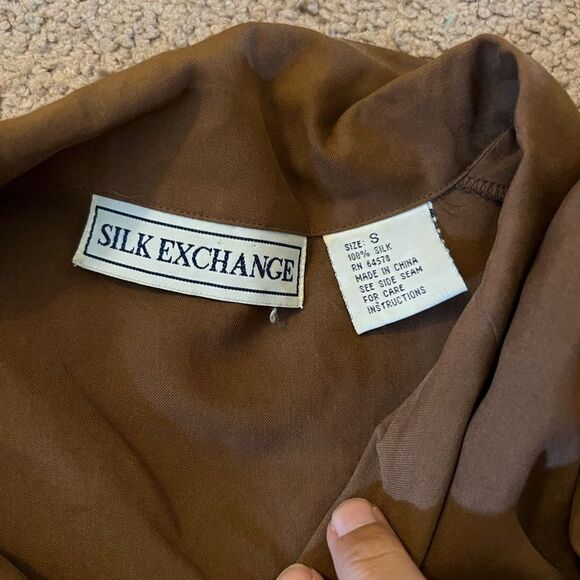 SILK EXCHANGE
SIZE: S
100% SILK
RN 64578
MADE IN CHINA
SEE SIDE SEAM
FOR CARE
INSTRUCTIONS